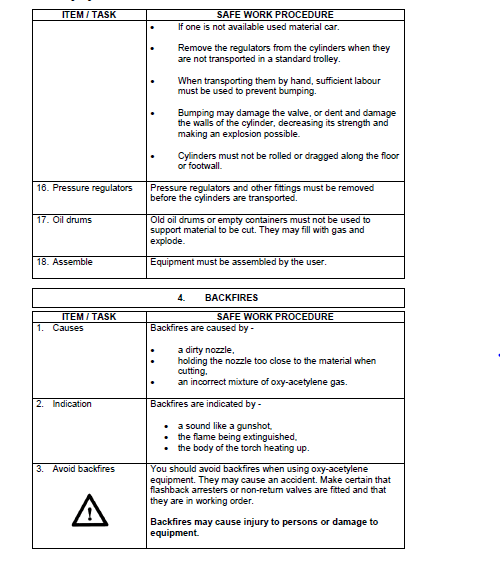 ITEM / TASK SAFE WORK PROCEDURE
• If one is not available used material car.
• Remove the regulators from the cylinders when they
are not transported in a standard trolley.
• When transporting them by hand, sufficient labour
must be used to prevent bumping.
• Bumping may damage the valve, or dent and damage
the walls of the cylinder, decreasing its strength and
making an explosion possible.
• Cylinders must not be rolled or dragged along the floor
or footwall.
16. Pressure regulators Pressure regulators and other fittings must be removed
before the cylinders are transported.
17. Oil drums Old oil drums or empty containers must not be used to
support material to be cut. They may fill with gas and
explode.
18. Assemble Equipment must be assembled by the user.
4. BACKFIRES
ITEM / TASK SAFE WORK PROCEDURE
1. Causes Backfires are caused by -
• a dirty nozzle,
• holding the nozzle too close to the material when
cutting,
• an incorrect mixture of oxy-acetylene gas.
2. Indication Backfires are indicated by -
• a sound like a gunshot,
• the flame being extinguished,
• the body of the torch heating up.
3. Avoid backfires You should avoid backfires when using oxy-acetylene
equipment. They may cause an accident. Make certain that
flashback arresters or non-return valves are fitted and that
they are in working order.
Backfires may cause injury to persons or damage to
equipment.